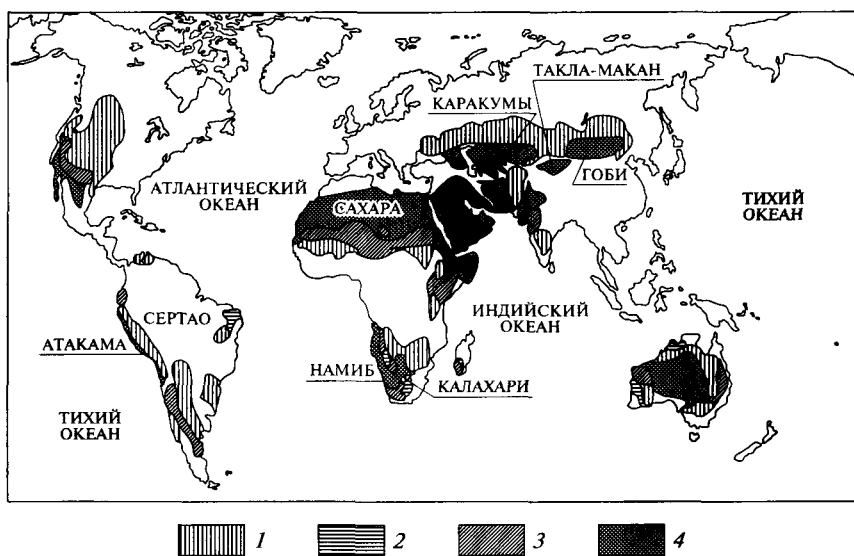 ТАКЛА-МАКАН
КАРАКУМЫ
АТЛАНТИЧЕСКИЙ
ОКЕАН
САХАРА
ГОБИ
ТИХИЙ
ОКЕАН
СЕРТАО
ИНДИЙСКИЙ
ОКЕАН
АТАКАМА
НАМИБ
КАЛАХАРИ
ТИХИЙ
ОКЕАН
1 2 3 4